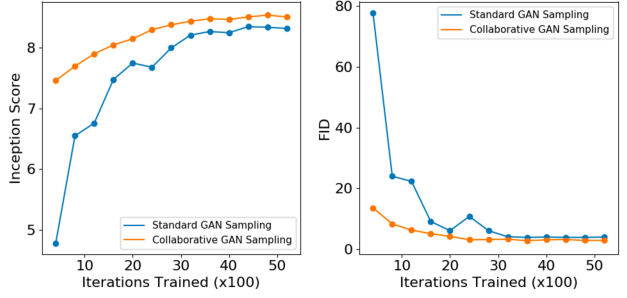 Inception Score
8
7
6
5
10
20
30
40
50
Iterations Trained (x100)
Standard GAN Sampling
Collaborative GAN Sampling
FID
80
60
40
20
0
10
20
30
40
50
Iterations Trained (x100)
Standard GAN Sampling
Collaborative GAN Sampling